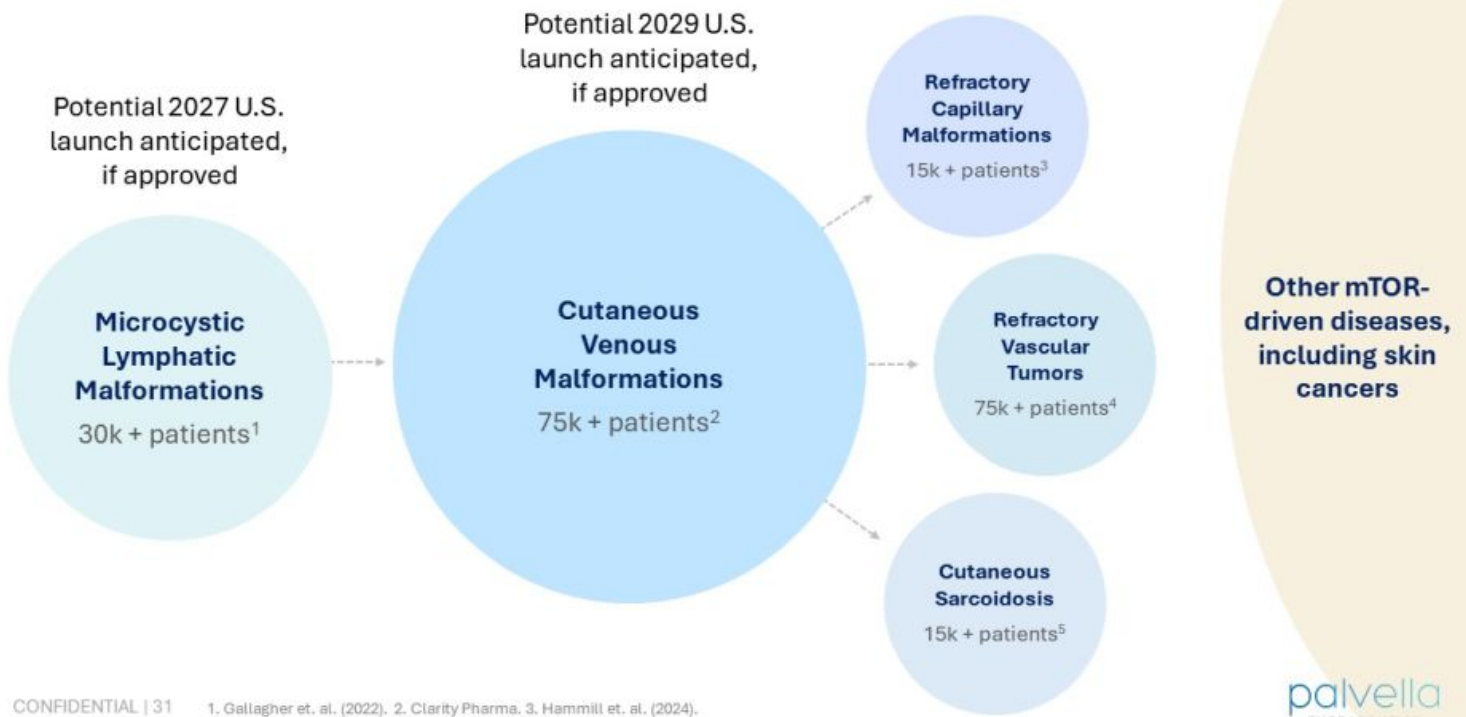 Potential 2027 U.S.
launch anticipated,
if approved
Microcystic
Lymphatic
Malformations
30k + patients¹
Potential 2029 U.S.
launch anticipated,
if approved
Cutaneous
Venous
Malformations
75k + patients²
Refractory
Capillary
Malformations
15k + patients³
Refractory
Vascular
Tumors
75k + patients⁴
Cutaneous
Sarcoidosis
15k + patients⁵
Other mTOR-
driven diseases,
including skin
cancers
CONFIDENTIAL | 31 1. Gallagher et. al. (2022). 2. Clarity Pharma. 3. Hammill et. al. (2024).
palvella